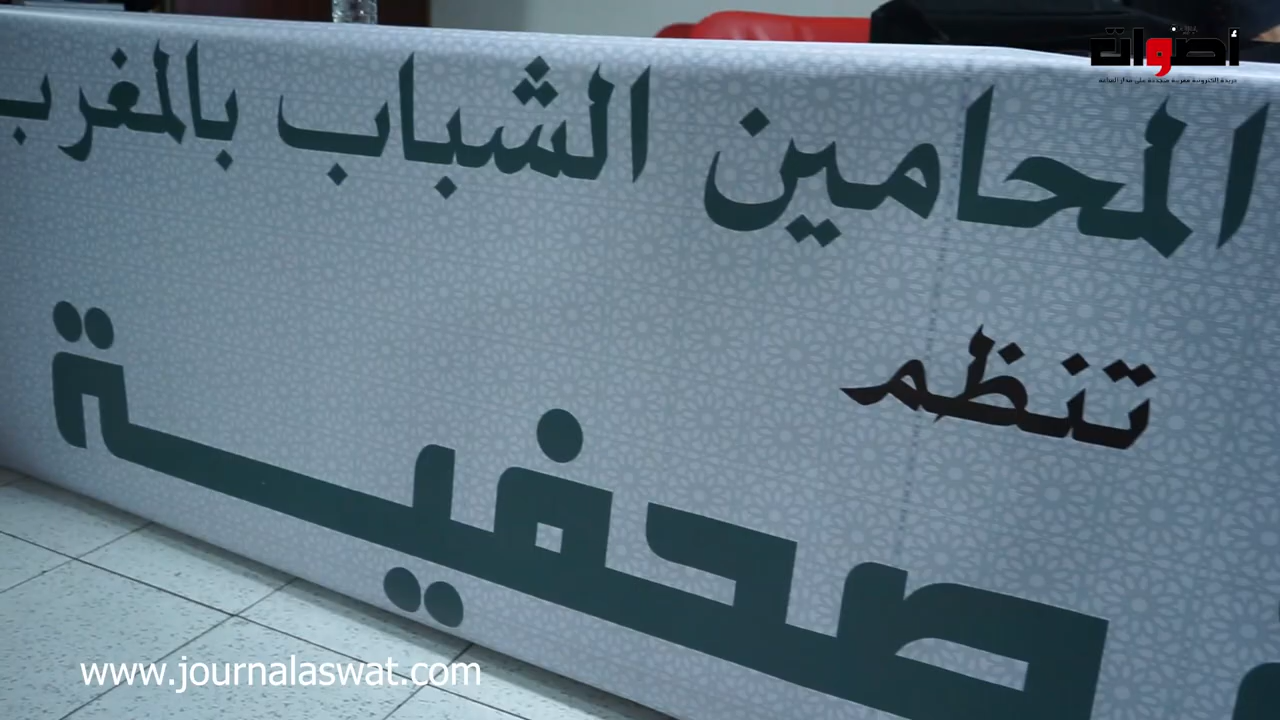 أصوات
المحامين الشباب بالمغرب
تنظم
صحفية
www.journalaswat.com